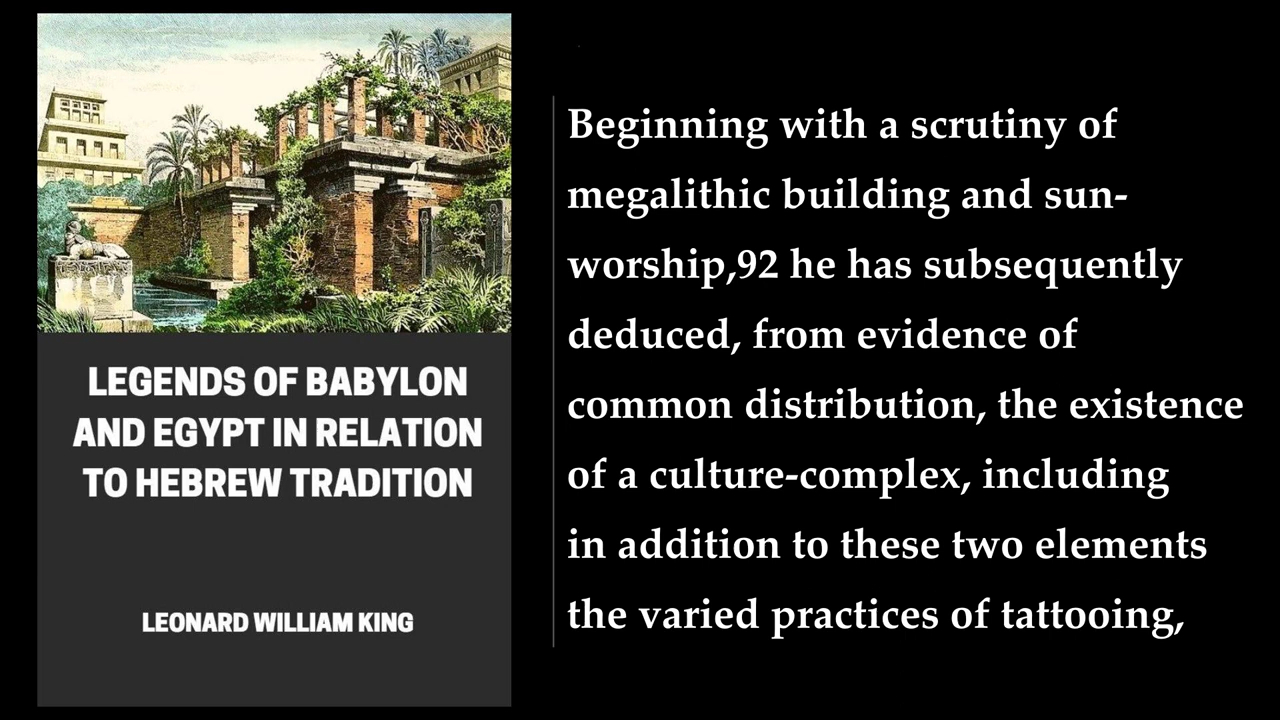 LEGENDS OF BABYLON
AND EGYPT IN RELATION
TO HEBREW TRADITION
LEONARD WILLIAM KING
Beginning with a scrutiny of
megalithic building and sun-
worship,92 he has subsequently
deduced, from evidence of
common distribution, the existence
of a culture-complex, including
in addition to these two elements
the varied practices of tattooing,